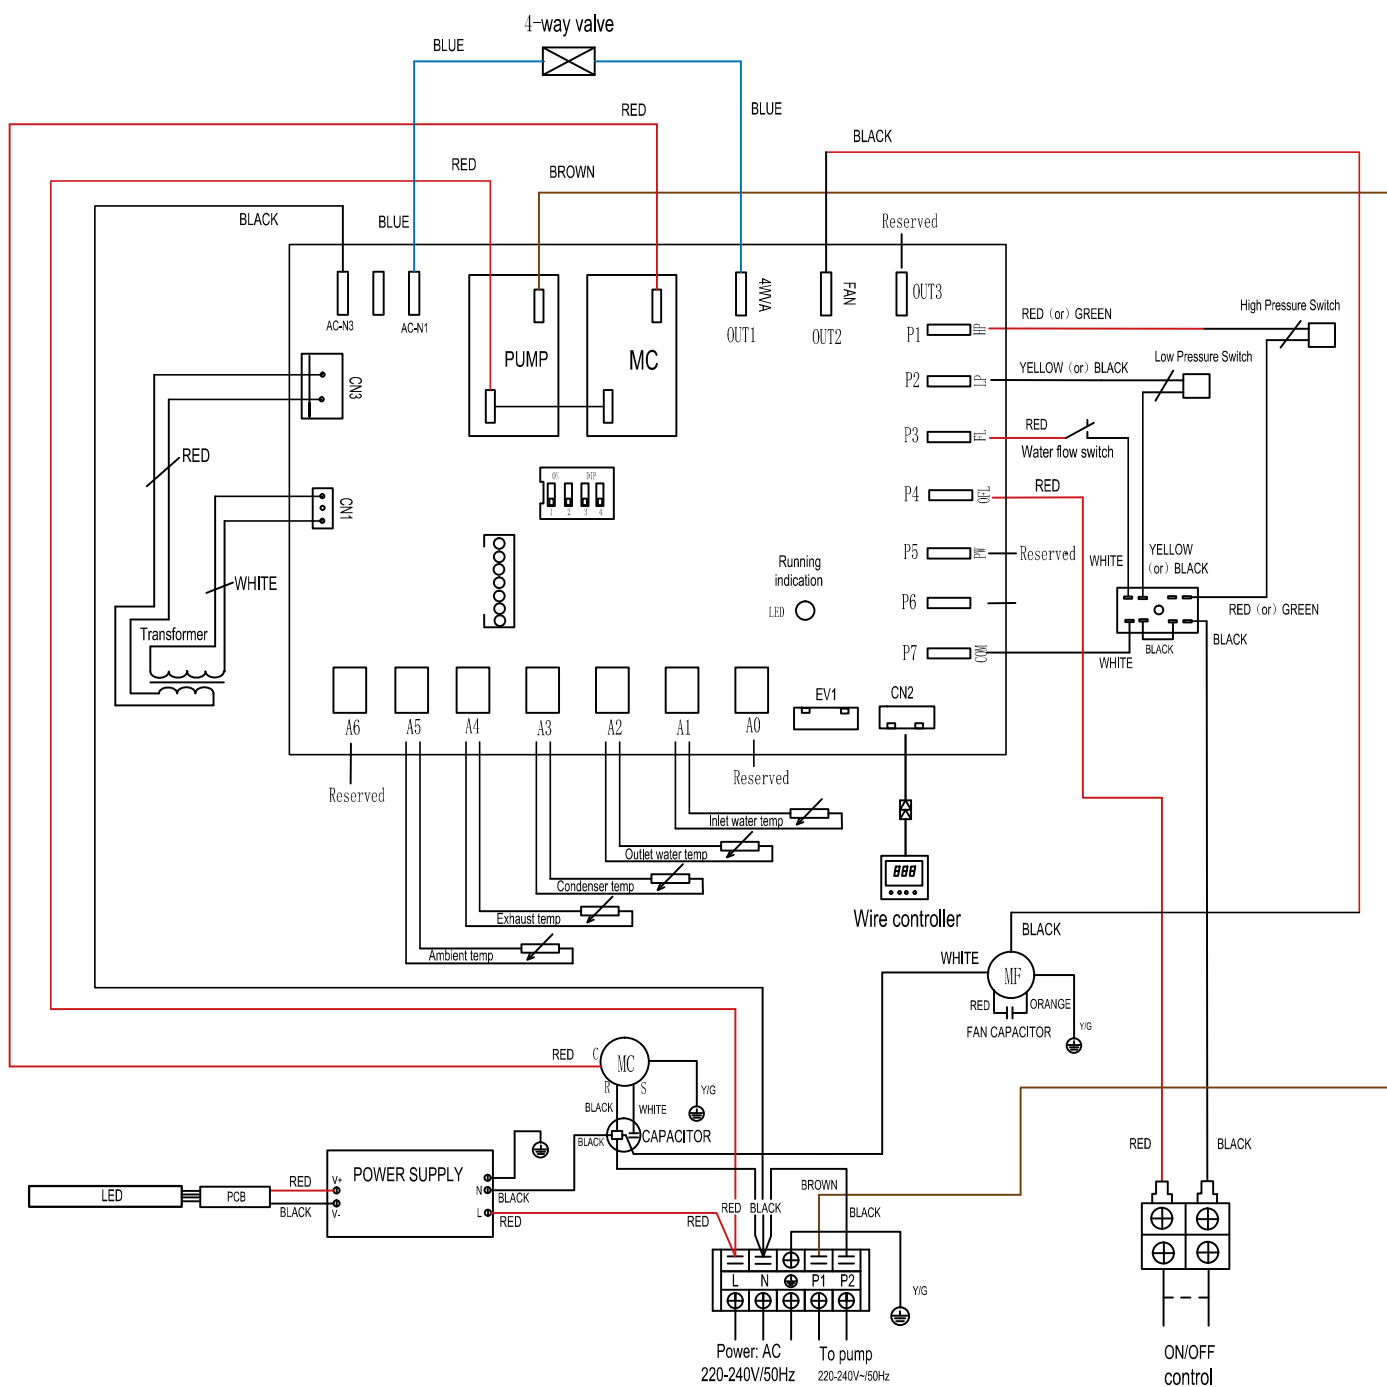 4-way valve
BLUE
BLUE
RED
BLACK
RED
BROWN
BLACK
BLUE
Reserved
AC-N3
AC-N1
PUMP
MC
4WVA
OUT1
FAN
OUT2
OUT3
P1
HP
RED (or) GREEN
High Pressure Switch
P2
LP
YELLOW (or) BLACK
Low Pressure Switch
P3
FL
RED
Water flow switch
P4
OFL
RED
P5
PW
Reserved
P6
P7
COM
WHITE
YELLOW
(or) BLACK
RED (or) GREEN
BLACK
WHITE
BLACK
CN3
RED
CN1
WHITE
Transformer
ON
DIP
1
2
3
4
Running
indication
LED
A6
A5
A4
A3
A2
A1
A0
EV1
CN2
Reserved
Reserved
Inlet water temp
Outlet water temp
Condenser temp
Exhaust temp
Ambient temp
888
Wire controller
BLACK
WHITE
MF
RED
ORANGE
FAN CAPACITOR
Y/G
RED
C
MC
R
S
Y/G
BLACK
WHITE
BLACK
CAPACITOR
POWER SUPPLY
V+
V-
N
L
LED
PCB
RED
BLACK
BLACK
RED
RED
RED
BLACK
BROWN
BLACK
Y/G
L
N
P1
P2
Power: AC
220-240V/50Hz
To pump
220-240V~/50Hz
RED
BLACK
ON/OFF
control